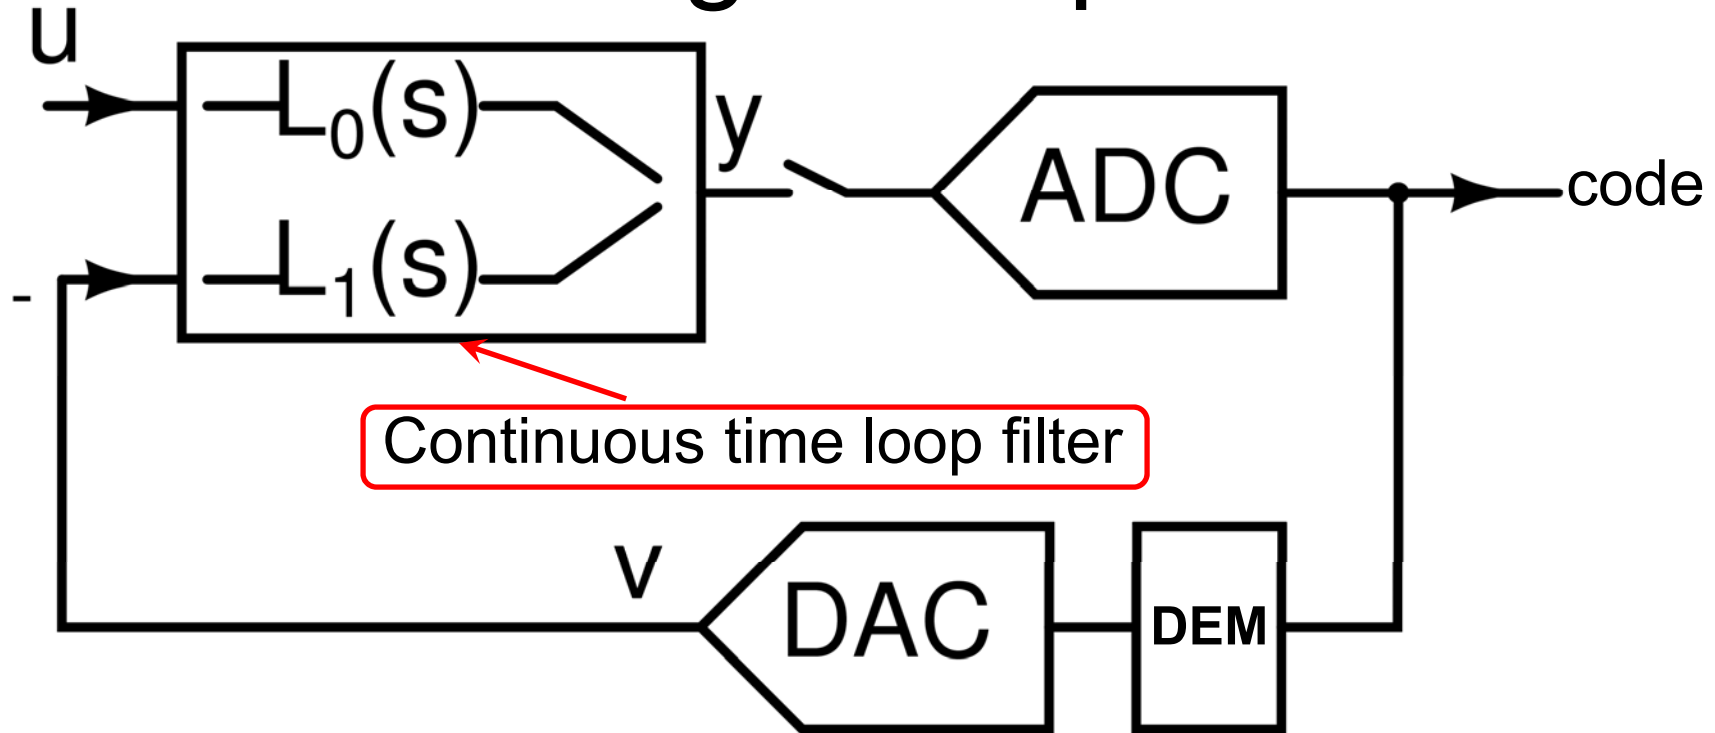 u
L0(s)
y
ADC
code
L1(s)
-
Continuous time loop filter
v
DAC
DEM